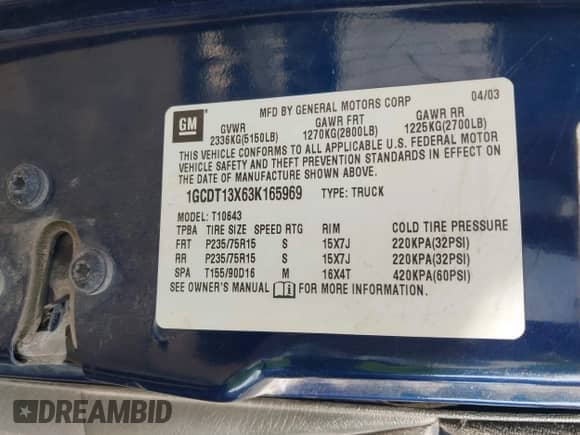 MFD BY GENERAL MOTORS CORP 04/03
GM
GVWR GAWR FRT GAWR RR
2336KG(5150LB) 1270KG(2800LB) 1225KG(2700LB)
THIS VEHICLE CONFORMS TO ALL APPLICABLE U.S. FEDERAL MOTOR
VEHICLE SAFETY AND THEFT PREVENTION STANDARDS IN EFFECT ON
THE DATE OF MANUFACTURE SHOWN ABOVE.
1GCDT13X63K165969 TYPE: TRUCK
MODEL: T10643
TPBA TIRE SIZE SPEED RTG RIM COLD TIRE PRESSURE
FRT P235/75R15 S 15X7J 220KPA(32PSI)
RR P235/75R15 S 15X7J 220KPA(32PSI)
SPA T155/90D16 M 16X4T 420KPA(60PSI)
SEE OWNER'S MANUAL FOR MORE INFORMATION.
DREAMBID